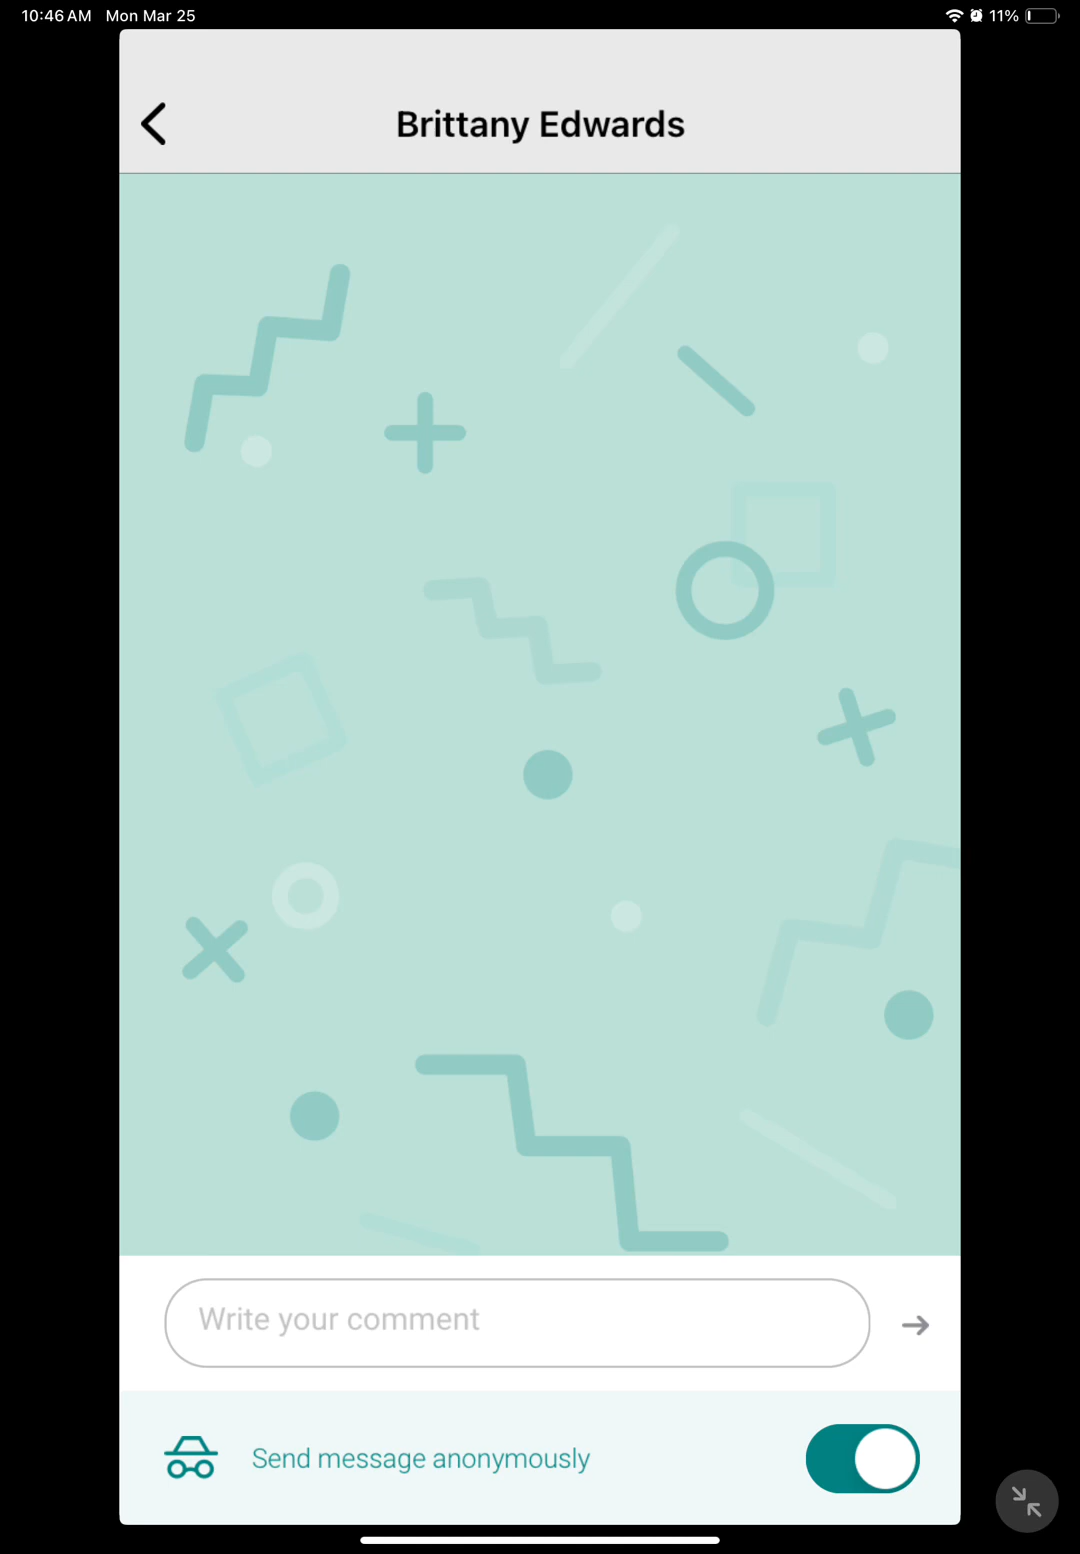 10:46 AM Mon Mar 25
11%
Brittany Edwards
Write your comment
Send message anonymously